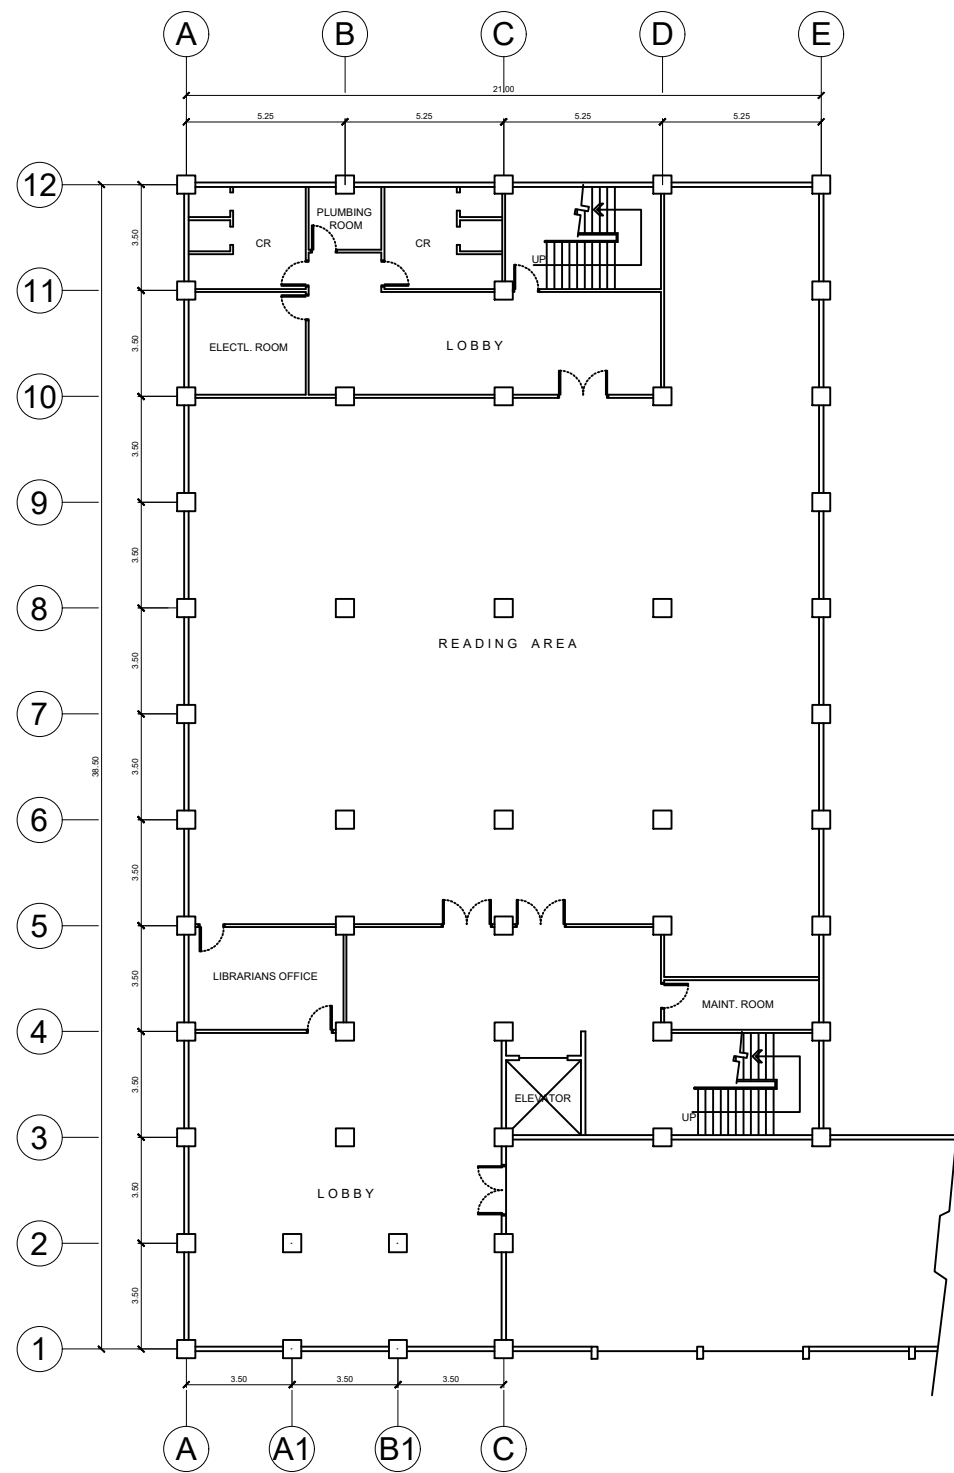 A B C D E
21.00
5.25 5.25 5.25 5.25
12
3.50
PLUMBING
ROOM
CR CR
UP
11
3.50
ELECTL. ROOM
LOBBY
10
3.50
9
3.50
8
READING AREA
3.50
7
38.50
3.50
6
3.50
5
3.50
LIBRARIANS OFFICE
MAINT. ROOM
4
3.50
ELEVATOR
UP
3
3.50
LOBBY
2
3.50
1
3.50 3.50 3.50
A A1 B1 C